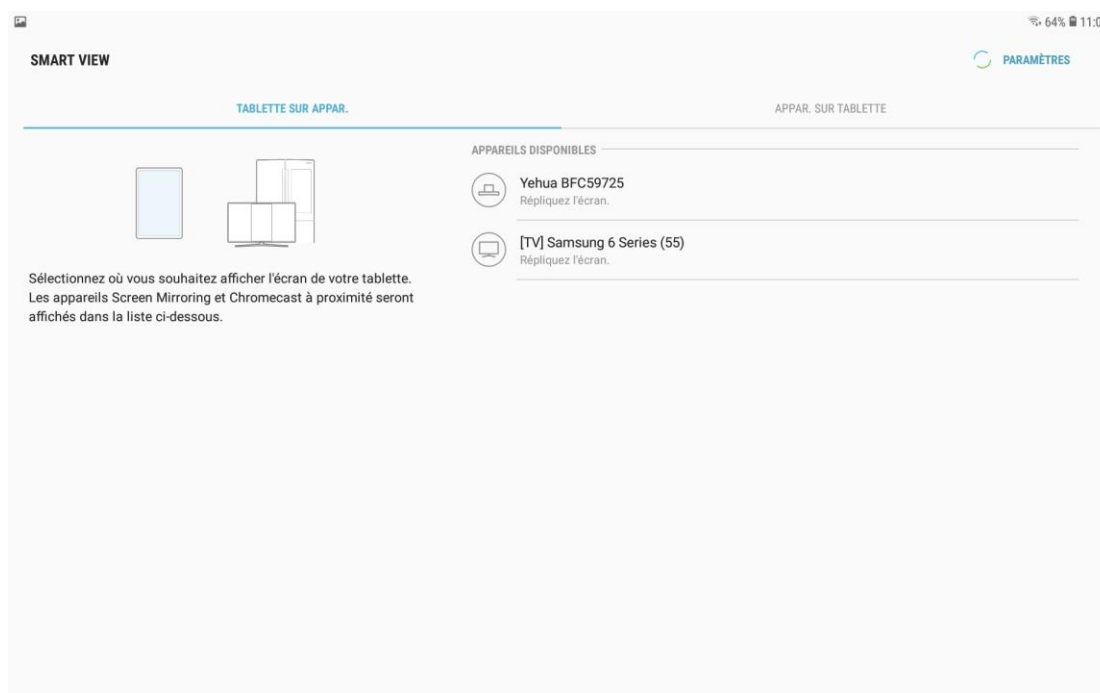 64% 11:0
SMART VIEW
PARAMÈTRES
TABLETTE SUR APPAR.
APPAR. SUR TABLETTE
APPAREILS DISPONIBLES
Yehua BFC59725
Répliquez l'écran.
[TV] Samsung 6 Series (55)
Répliquez l'écran.
Sélectionnez où vous souhaitez afficher l'écran de votre tablette.
Les appareils Screen Mirroring et Chromecast à proximité seront
affichés dans la liste ci-dessous.